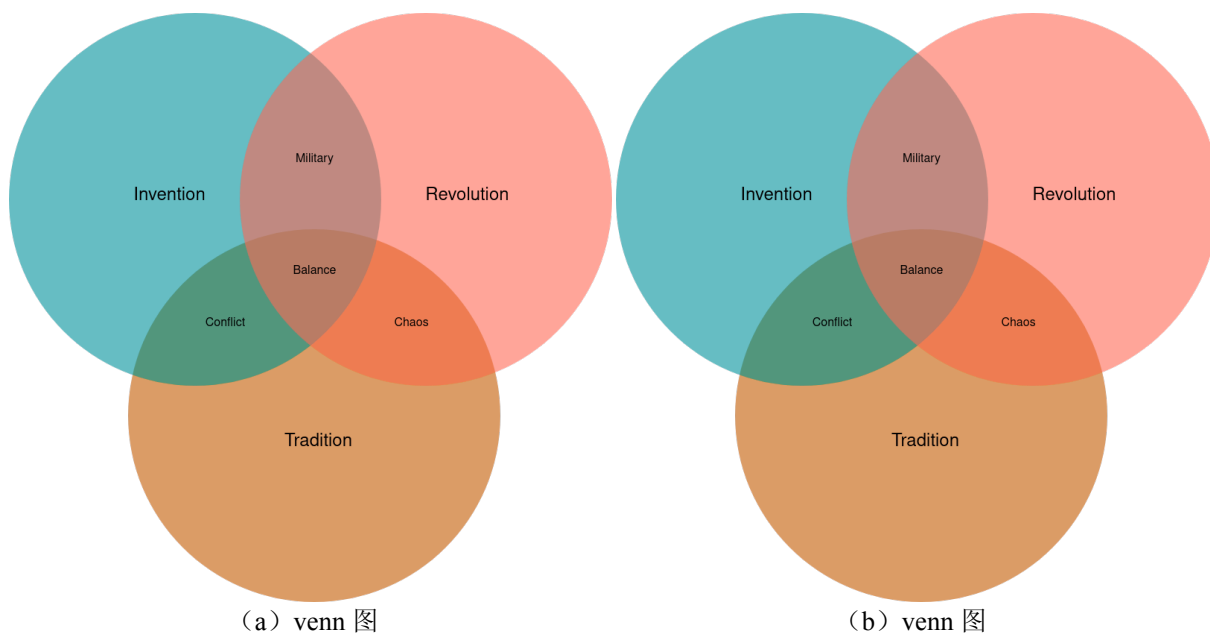 Military
Invention
Revolution
Balance
Conflict
Chaos
Tradition
(a) venn 图
Military
Invention
Revolution
Balance
Conflict
Chaos
Tradition
(b) venn 图